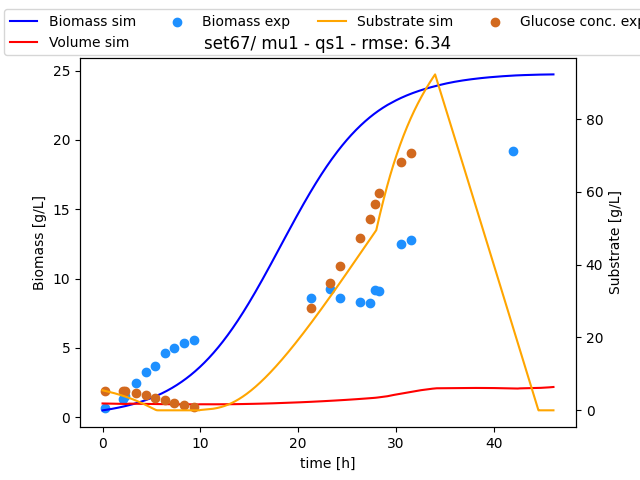 Biomass sim Biomass exp Substrate sim Glucose conc. exp
Volume sim
set67/ mu1 - qs1 - rmse: 6.34
25
20
15
10
5
0
Biomass [g/L]
80
60
40
20
0
Substrate [g/L]
0 10 20 30 40
time [h]